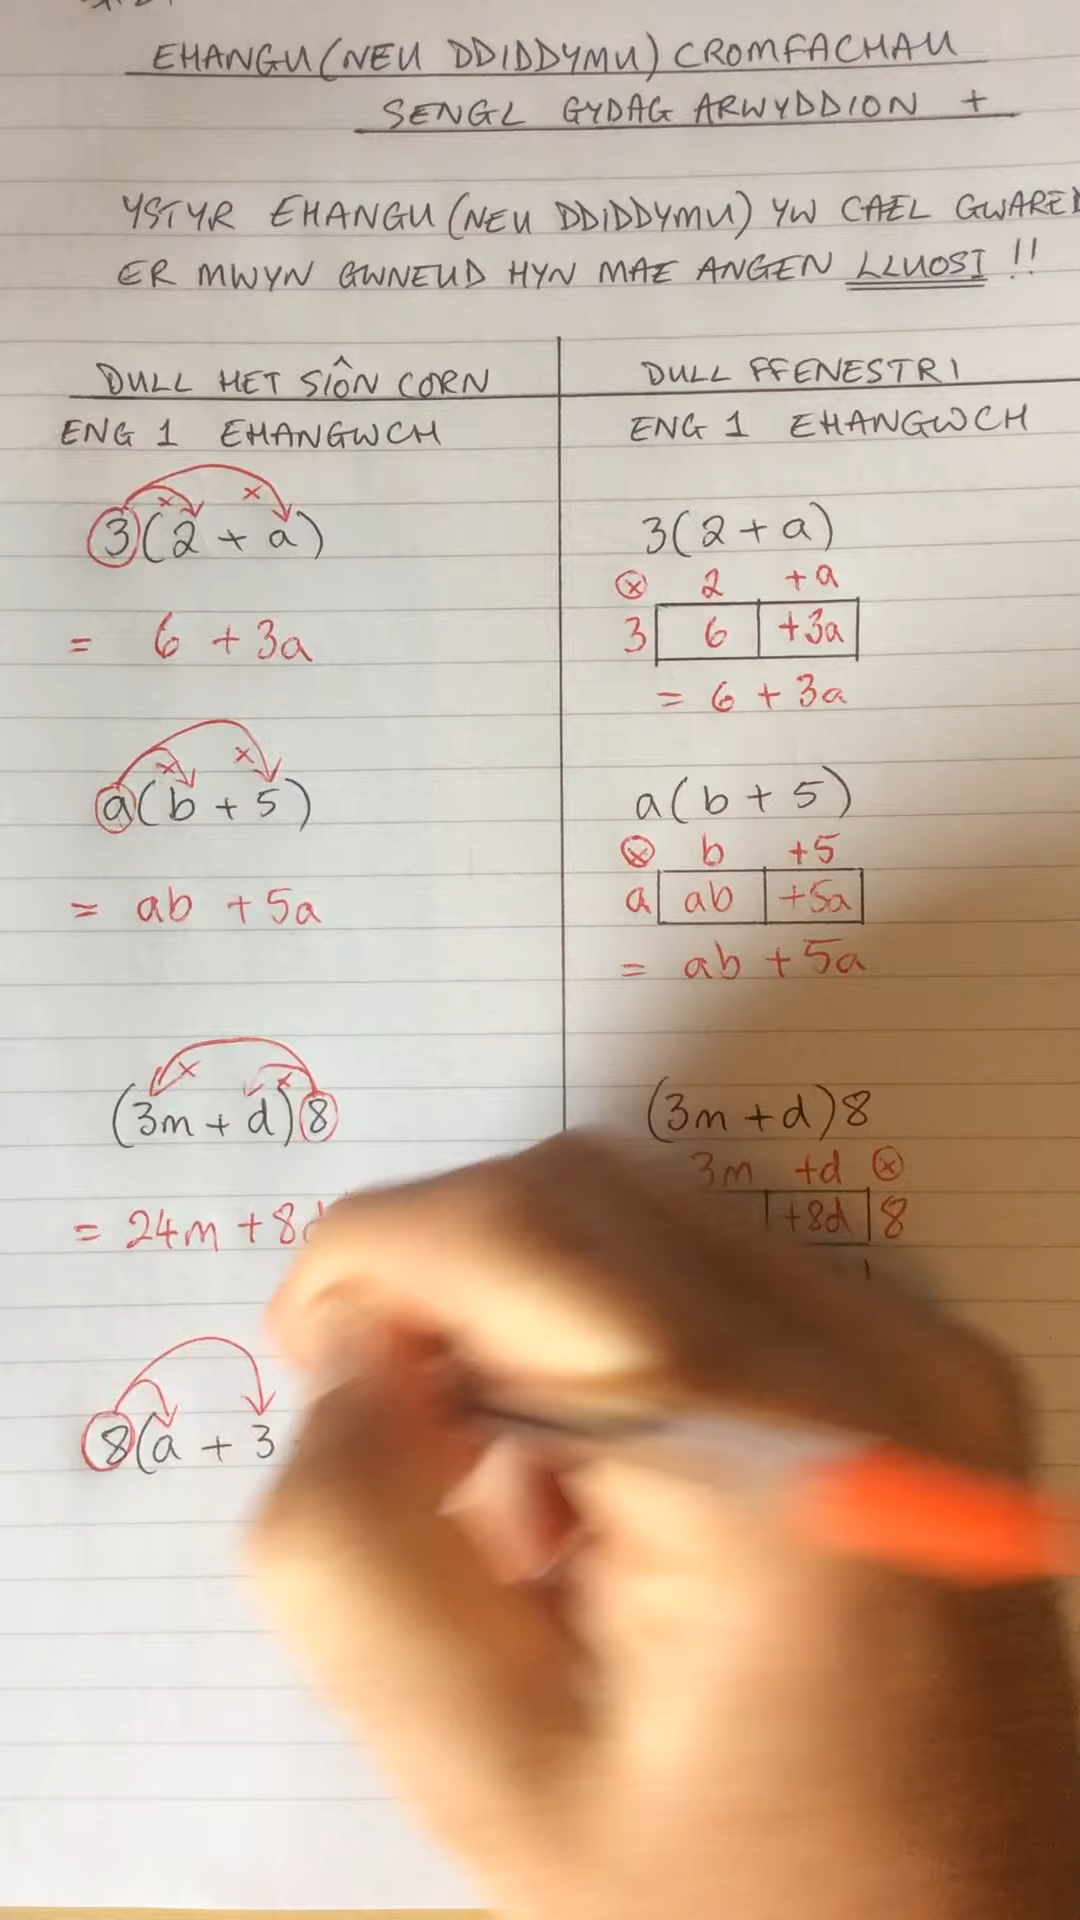 EHANGU (NEU DDIDDYMU) CROMFACHAU
SENGL GYDAG ARWYDDION +
YSTYR EHANGU (NEU DDIDDYMU) YW CAEL GWARED
ER MWYN GWNEUD HYN MAE ANGEN LLUOSI !!
DULL HET SIÔN CORN
ENG 1 EHANGWCH
× ×
3(2 + a)
= 6 + 3a
× ×
a(b + 5)
= ab + 5a
× ×
(3m + d)8
= 24m + 8d
8(a + 3
DULL FFENESTRI
ENG 1 EHANGWCH
3(2 + a)
× 2 +a
3 6 +3a
= 6 + 3a
a(b + 5)
× b +5
a ab +5a
= ab + 5a
(3m + d)8
3m +d ×
+8d 8